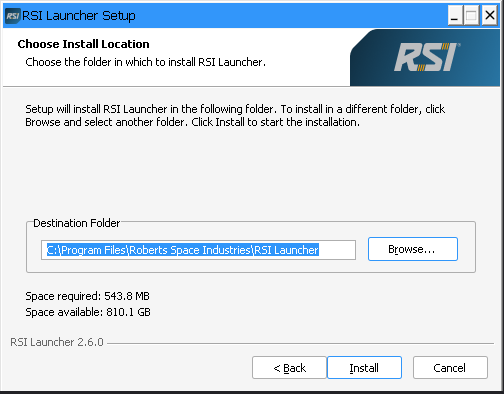 RSI RSI Launcher Setup
Choose Install Location
Choose the folder in which to install RSI Launcher.
RSI
Setup will install RSI Launcher in the following folder. To install in a different folder, click
Browse and select another folder. Click Install to start the installation.
Destination Folder
C:\Program Files\Roberts Space Industries\RSI Launcher
Browse...
Space required: 543.8 MB
Space available: 810.1 GB
RSI Launcher 2.6.0
< Back
Install
Cancel